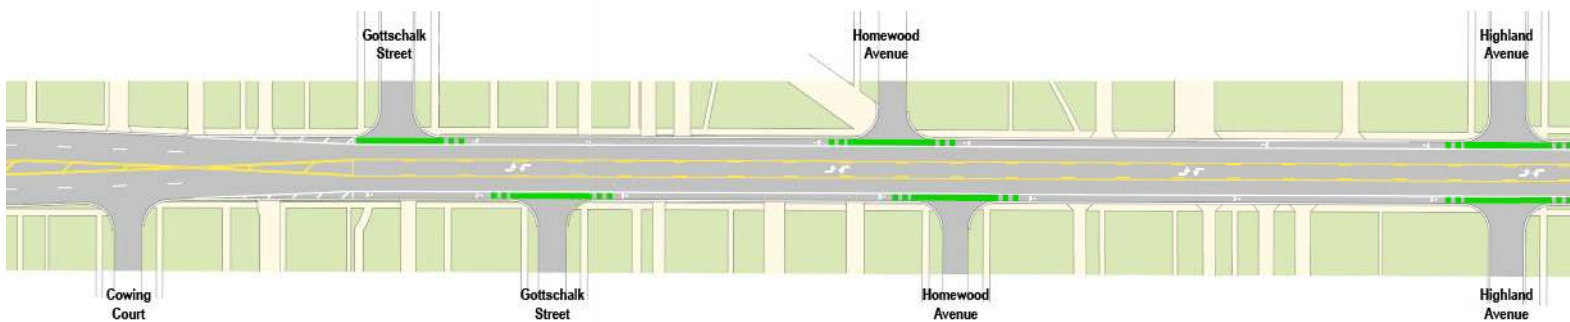 Gottschalk
Street
Homewood
Avenue
Highland
Avenue
Cowing
Court
Gottschalk
Street
Homewood
Avenue
Highland
Avenue